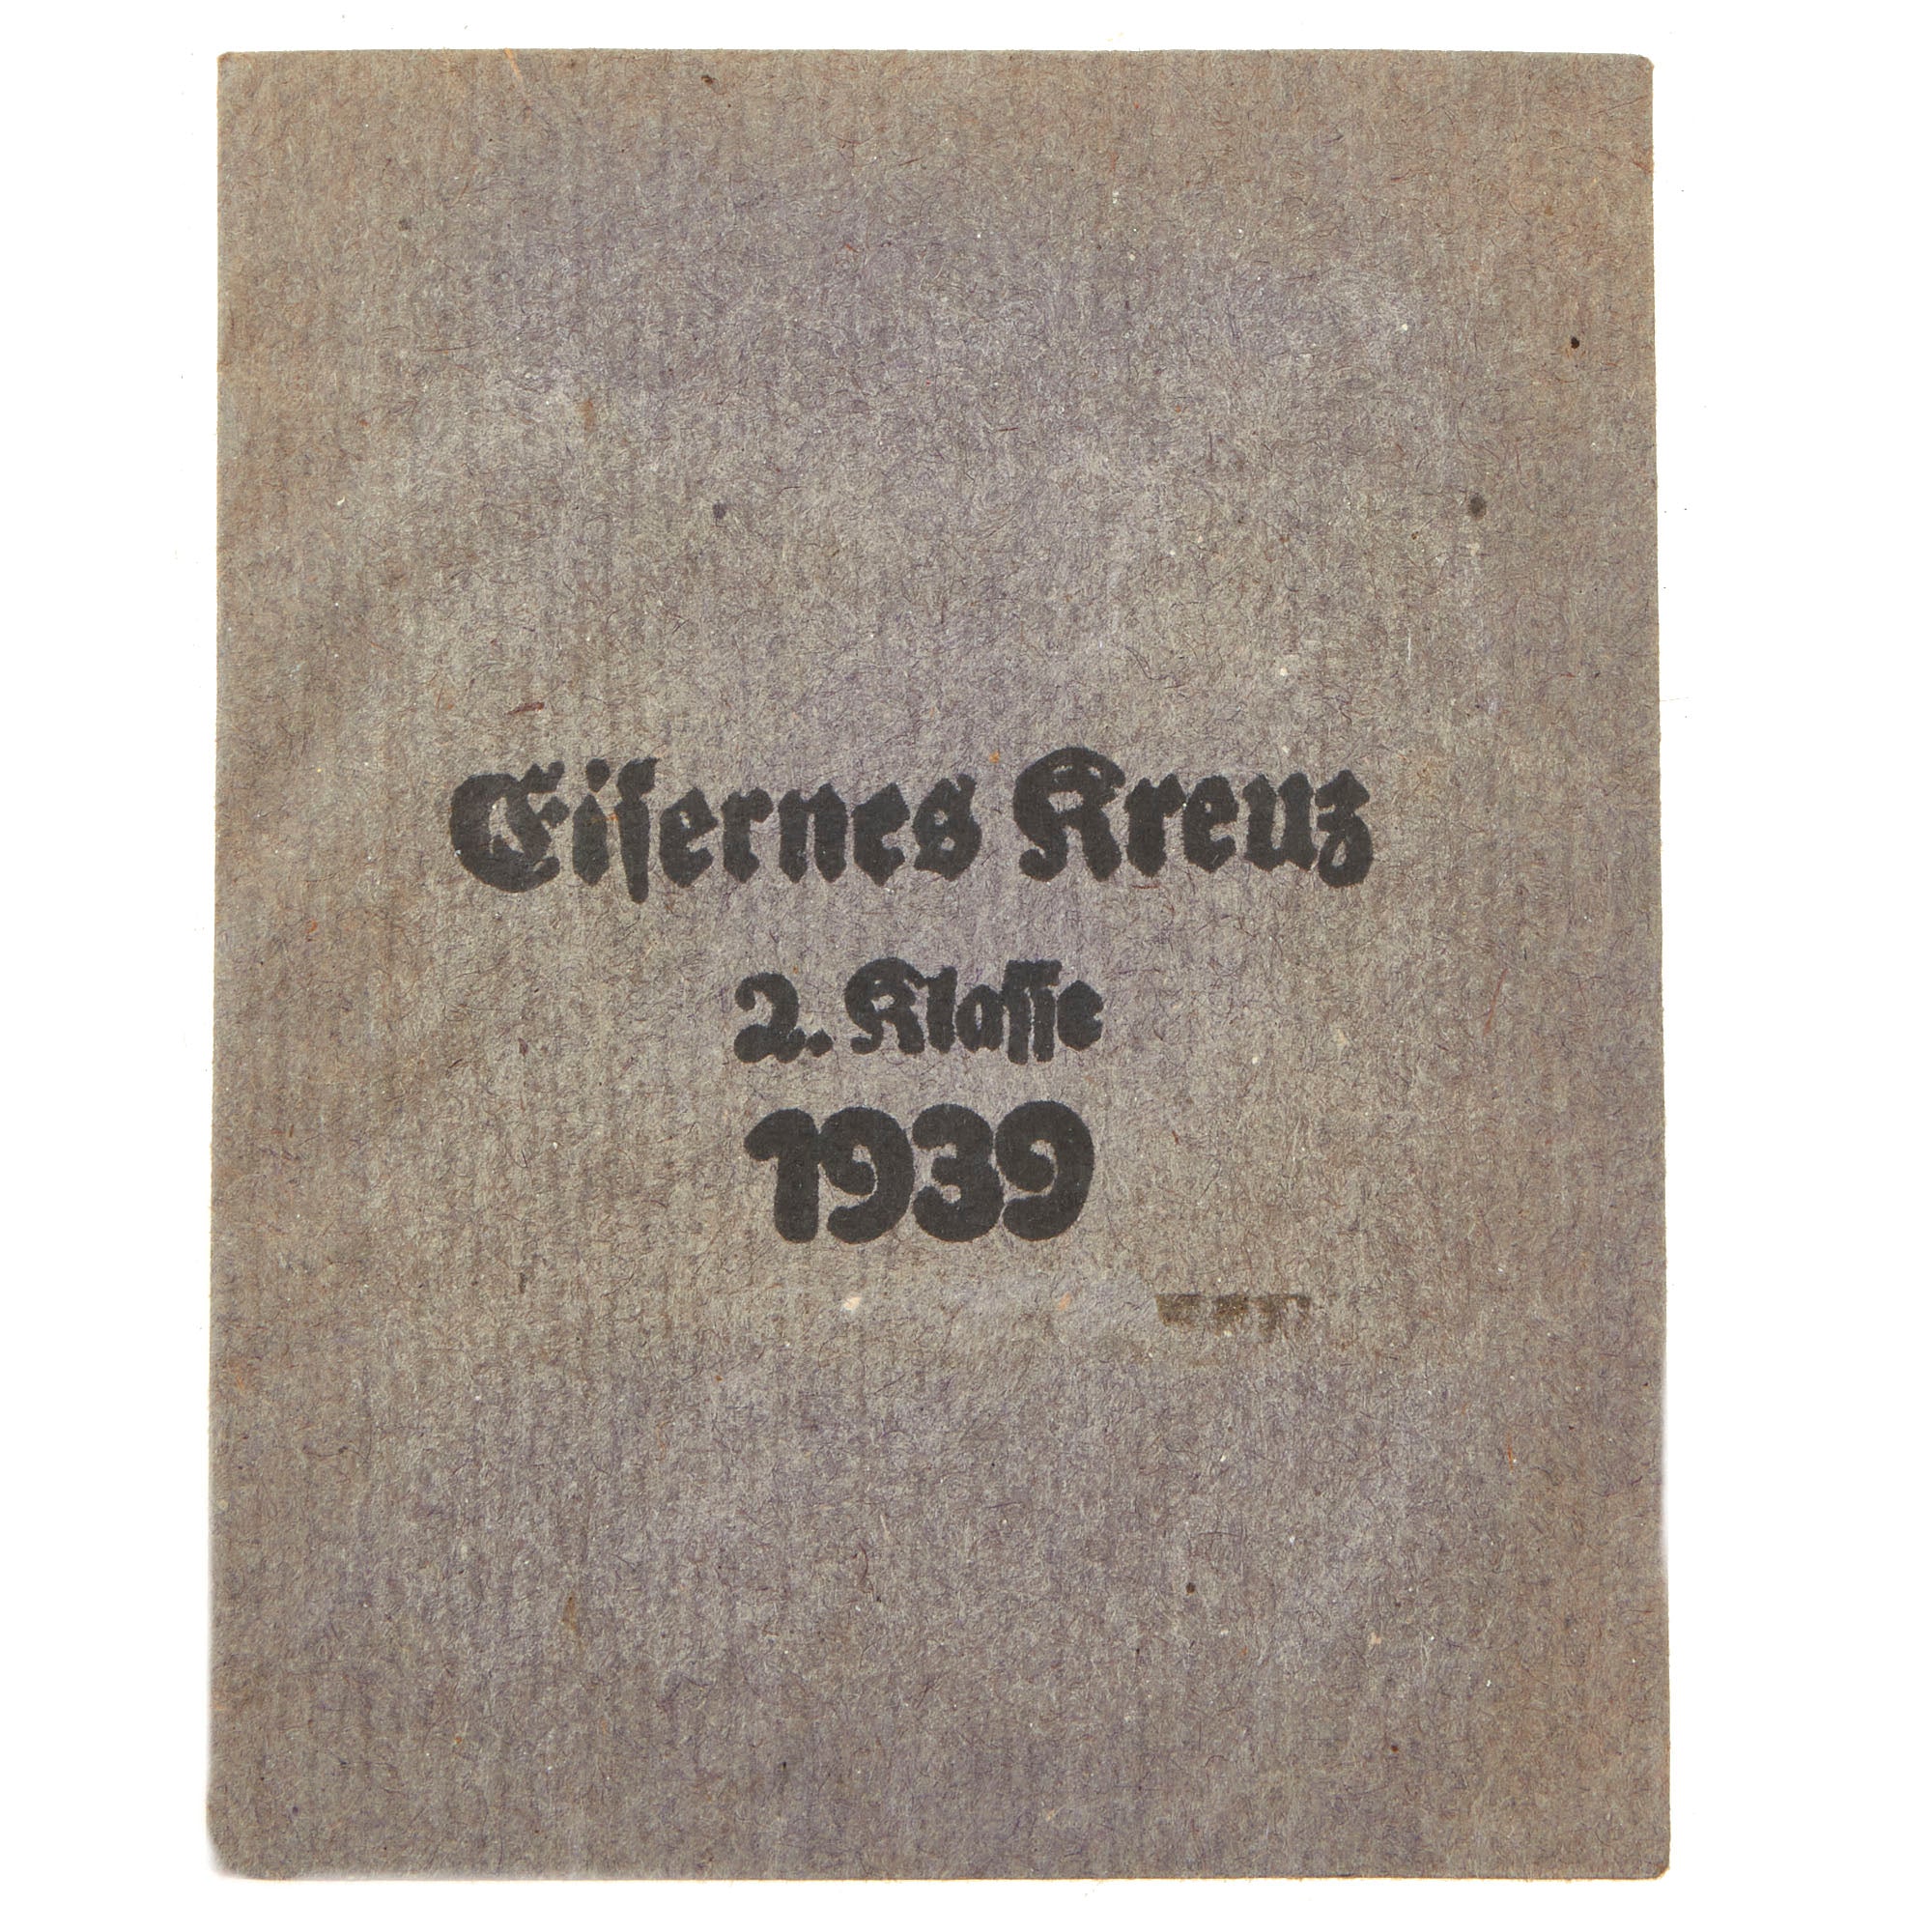 Eiſernes Kreuz
2. Klaſſe
1939